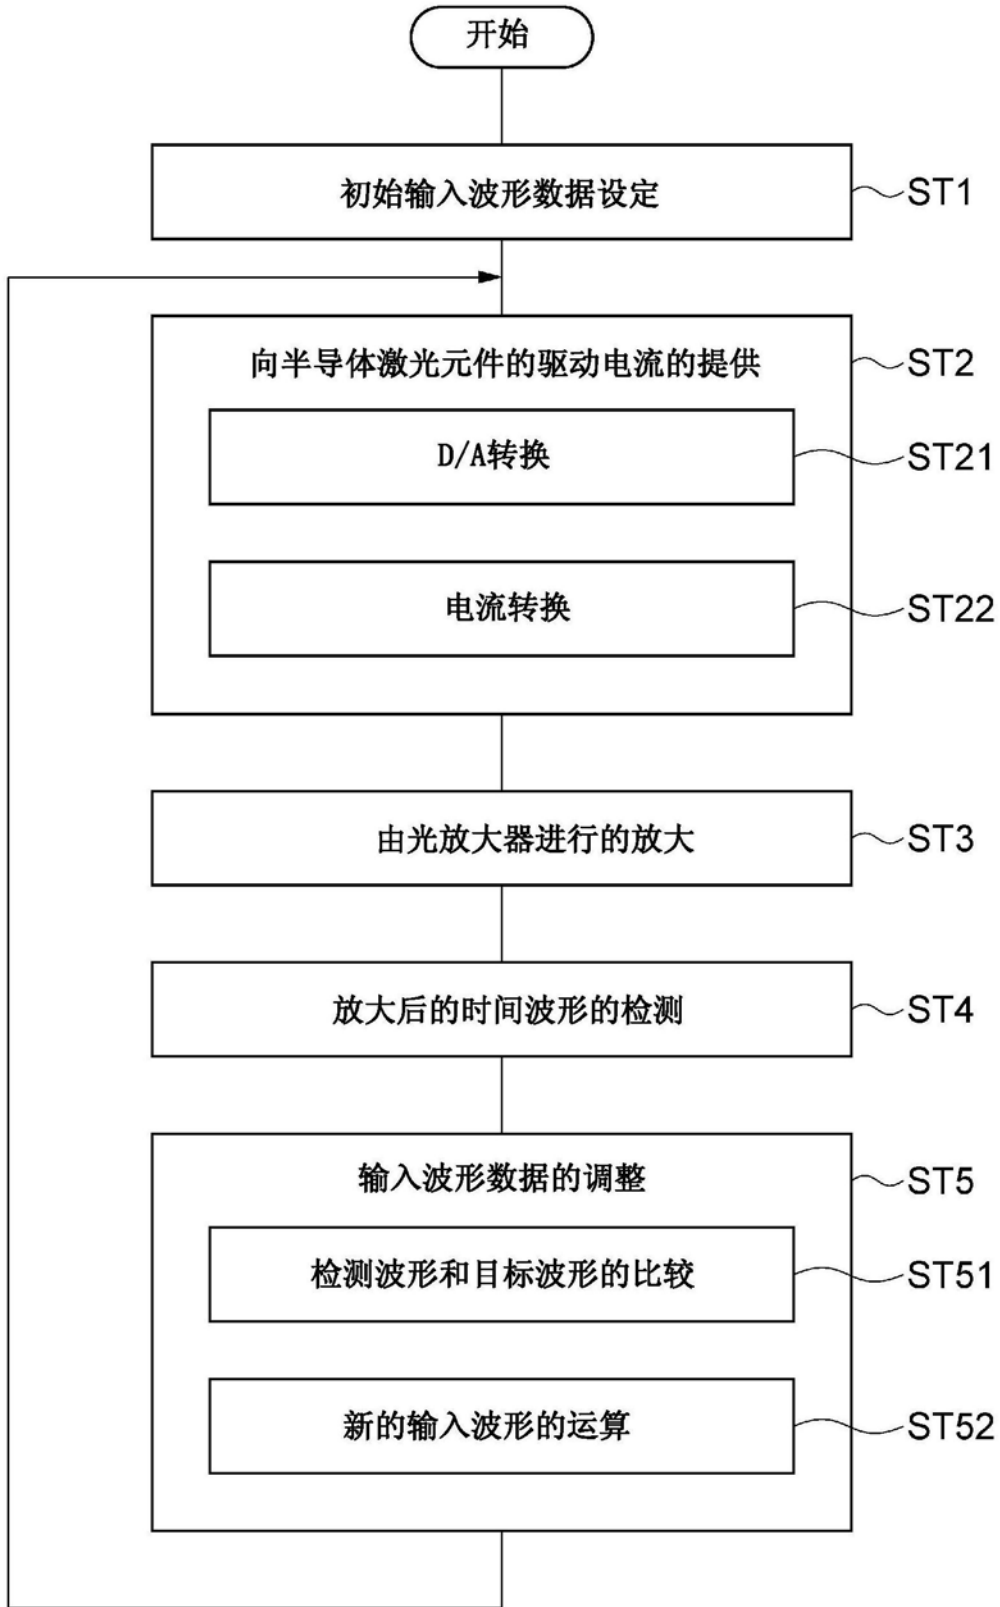 开始
初始输入波形数据设定
ST1
向半导体激光元件的驱动电流的提供
ST2
D/A转换
ST21
电流转换
ST22
由光放大器进行的放大
ST3
放大后的时间波形的检测
ST4
输入波形数据的调整
ST5
检测波形和目标波形的比较
ST51
新的输入波形的运算
ST52